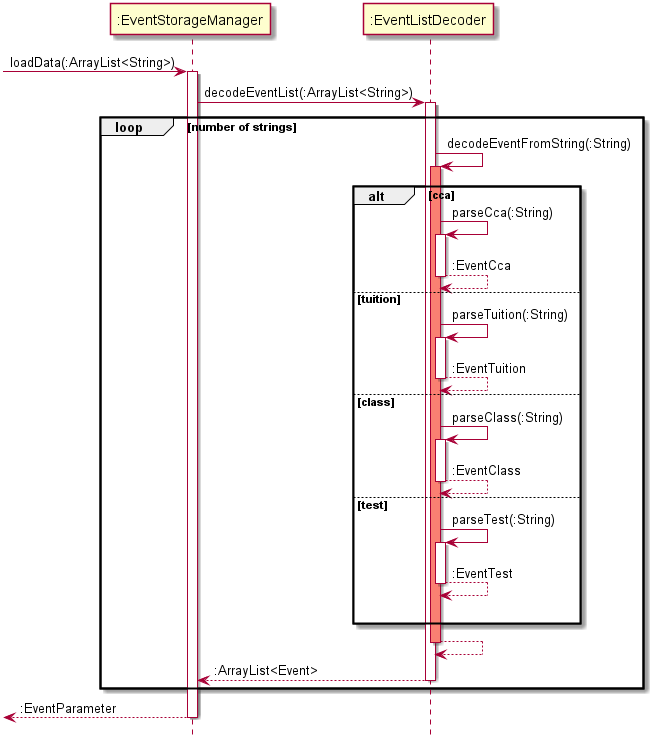 :EventStorageManager
:EventListDecoder
loadData(:ArrayList<String>)
decodeEventList(:ArrayList<String>)
loop
[number of strings]
decodeEventFromString(:String)
alt
[cca]
parseCca(:String)
:EventCca
[tuition]
parseTuition(:String)
:EventTuition
[class]
parseClass(:String)
:EventClass
[test]
parseTest(:String)
:EventTest
:ArrayList<Event>
:EventParameter